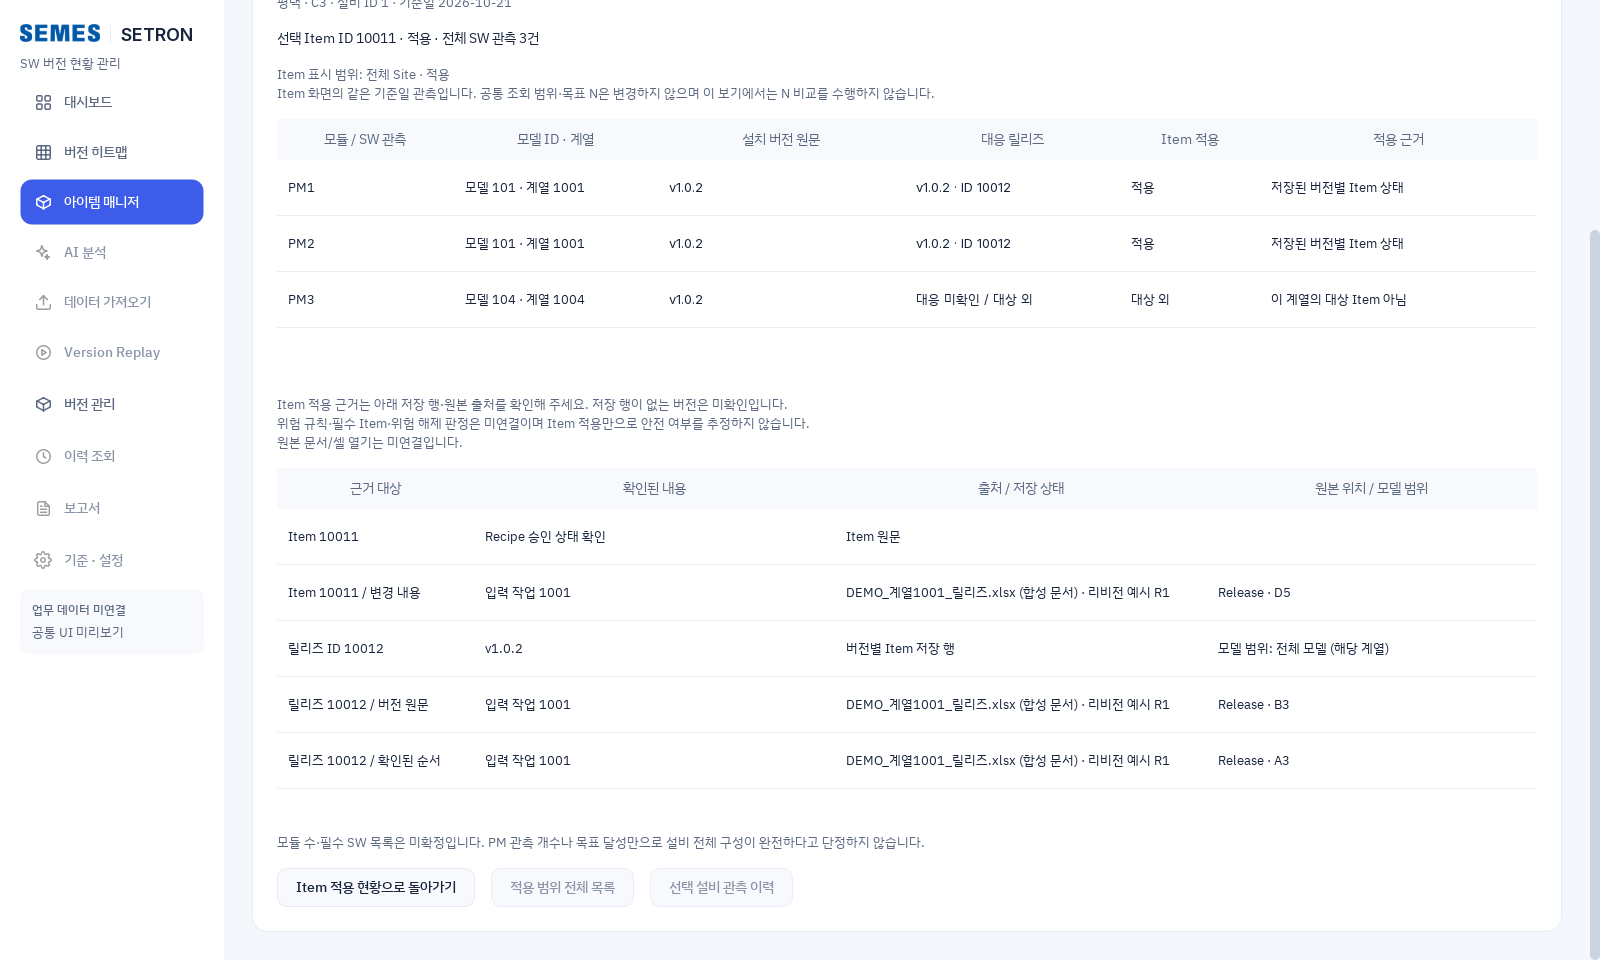 SEMES SETRON
SW 버전 현황 관리
대시보드
버전 히트맵
아이템 매니저
AI 분석
데이터 가져오기
Version Replay
버전 관리
이력 조회
보고서
기준 · 설정
업무 데이터 미연결
공통 UI 미리보기
평택 · C3 · 설비 ID 1 · 기준일 2026-10-21
선택 Item ID 10011 · 적용 · 전체 SW 관측 3건
Item 표시 범위: 전체 Site · 적용
Item 화면의 같은 기준일 관측입니다. 공통 조회 범위·목표 N은 변경하지 않으며 이 보기에서는 N 비교를 수행하지 않습니다.
모듈 / SW 관측 모델 ID · 계열 설치 버전 원문 대응 릴리즈 Item 적용 적용 근거
PM1 모델 101 · 계열 1001 v1.0.2 v1.0.2 · ID 10012 적용 저장된 버전별 Item 상태
PM2 모델 101 · 계열 1001 v1.0.2 v1.0.2 · ID 10012 적용 저장된 버전별 Item 상태
PM3 모델 104 · 계열 1004 v1.0.2 대응 미확인 / 대상 외 대상 외 이 계열의 대상 Item 아님
Item 적용 근거는 아래 저장 행·원본 출처를 확인해 주세요. 저장 행이 없는 버전은 미확인입니다.
위험 규칙·필수 Item·위험 해제 판정은 미연결이며 Item 적용만으로 안전 여부를 추정하지 않습니다.
원본 문서/셀 열기는 미연결입니다.
근거 대상 확인된 내용 출처 / 저장 상태 원본 위치 / 모델 범위
Item 10011 Recipe 승인 상태 확인 Item 원문
Item 10011 / 변경 내용 입력 작업 1001 DEMO_계열1001_릴리즈.xlsx (합성 문서) · 리비전 예시 R1 Release · D5
릴리즈 ID 10012 v1.0.2 버전별 Item 저장 행 모델 범위: 전체 모델 (해당 계열)
릴리즈 10012 / 버전 원문 입력 작업 1001 DEMO_계열1001_릴리즈.xlsx (합성 문서) · 리비전 예시 R1 Release · B3
릴리즈 10012 / 확인된 순서 입력 작업 1001 DEMO_계열1001_릴리즈.xlsx (합성 문서) · 리비전 예시 R1 Release · A3
모듈 수·필수 SW 목록은 미확정입니다. PM 관측 개수나 목표 달성만으로 설비 전체 구성이 완전하다고 단정하지 않습니다.
Item 적용 현황으로 돌아가기 적용 범위 전체 목록 선택 설비 관측 이력